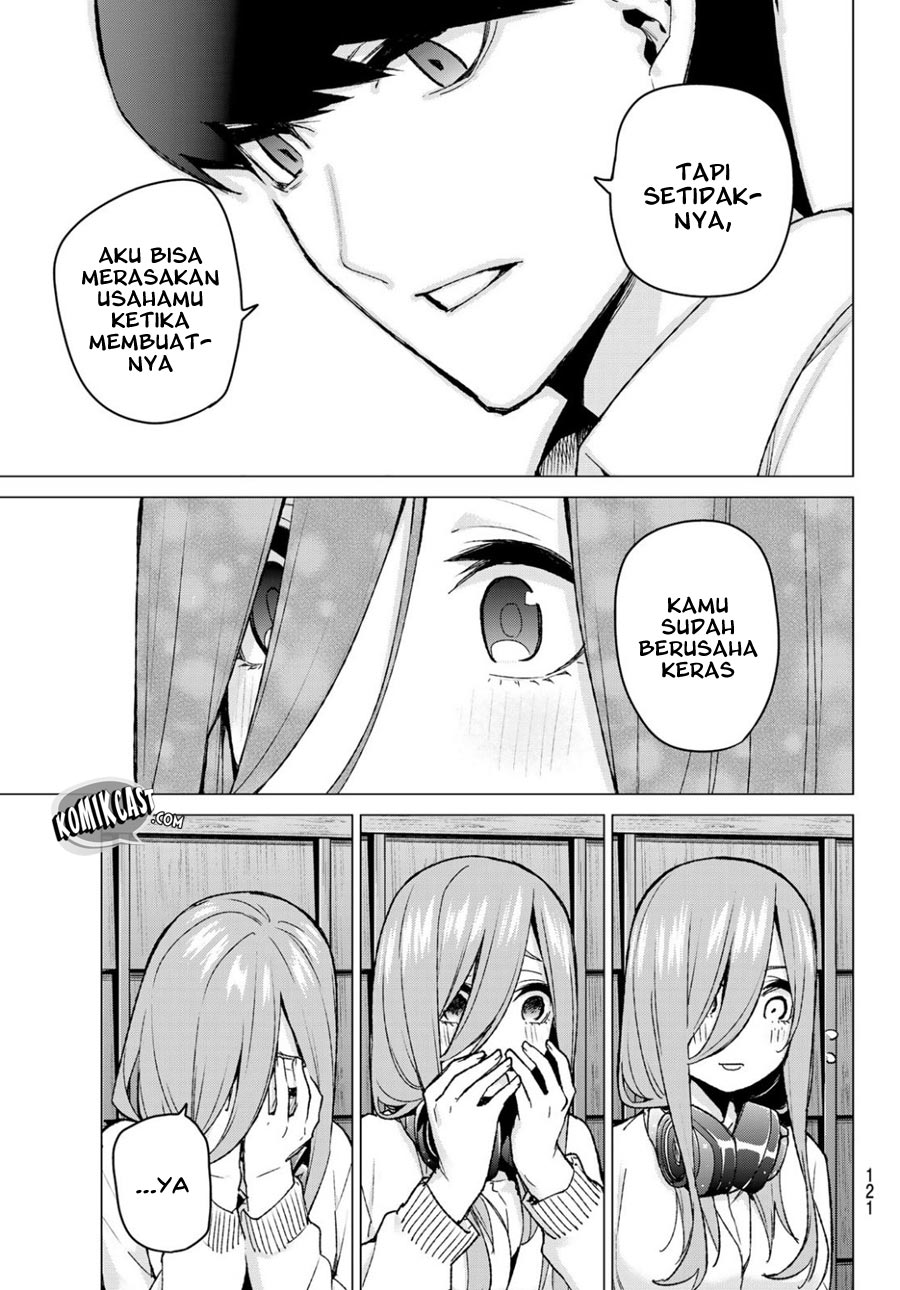 TAPI
SETIDAK-
NYA,
AKU BISA
MERASAKAN
USAHAMU
KETIKA
MEMBUAT-
NYA
KAMU
SUDAH
BERUSAHA
KERAS
KOMIKCAST
.COM
...YA
121